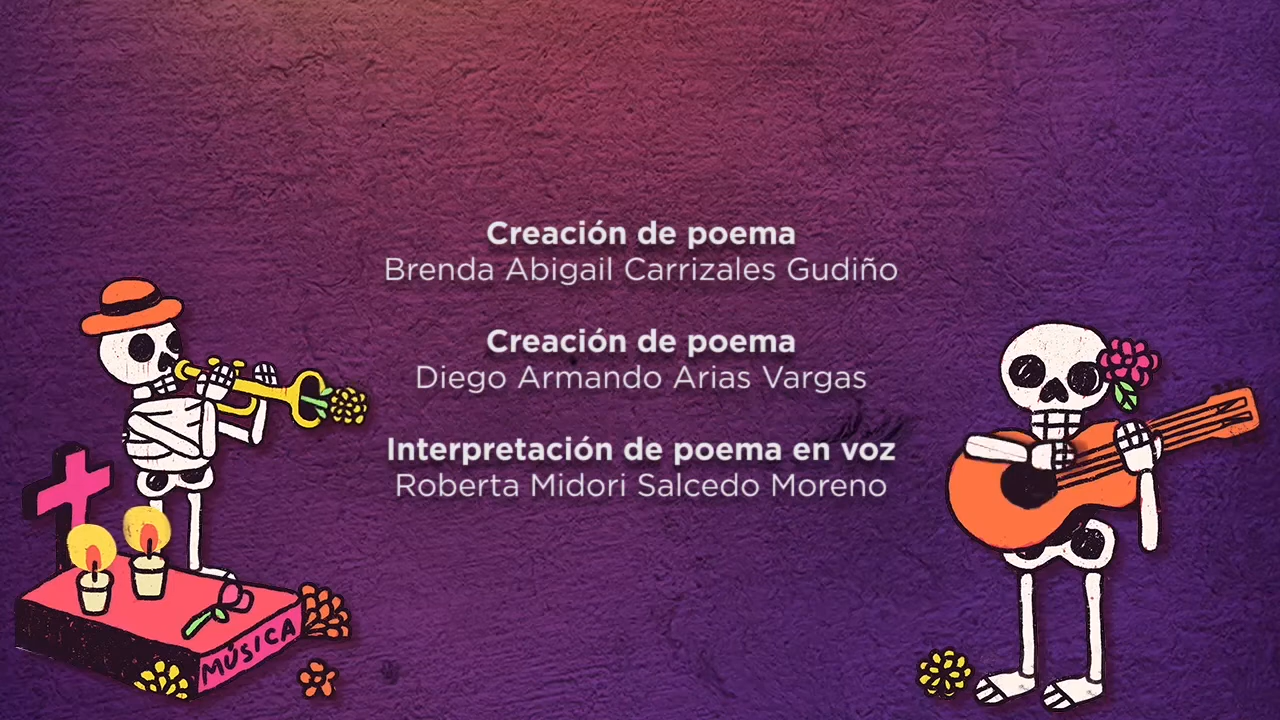 Creación de poema
Brenda Abigail Carrizales Gudiño
Creación de poema
Diego Armando Arias Vargas
Interpretación de poema en voz
Roberta Midori Salcedo Moreno
MÚSICA